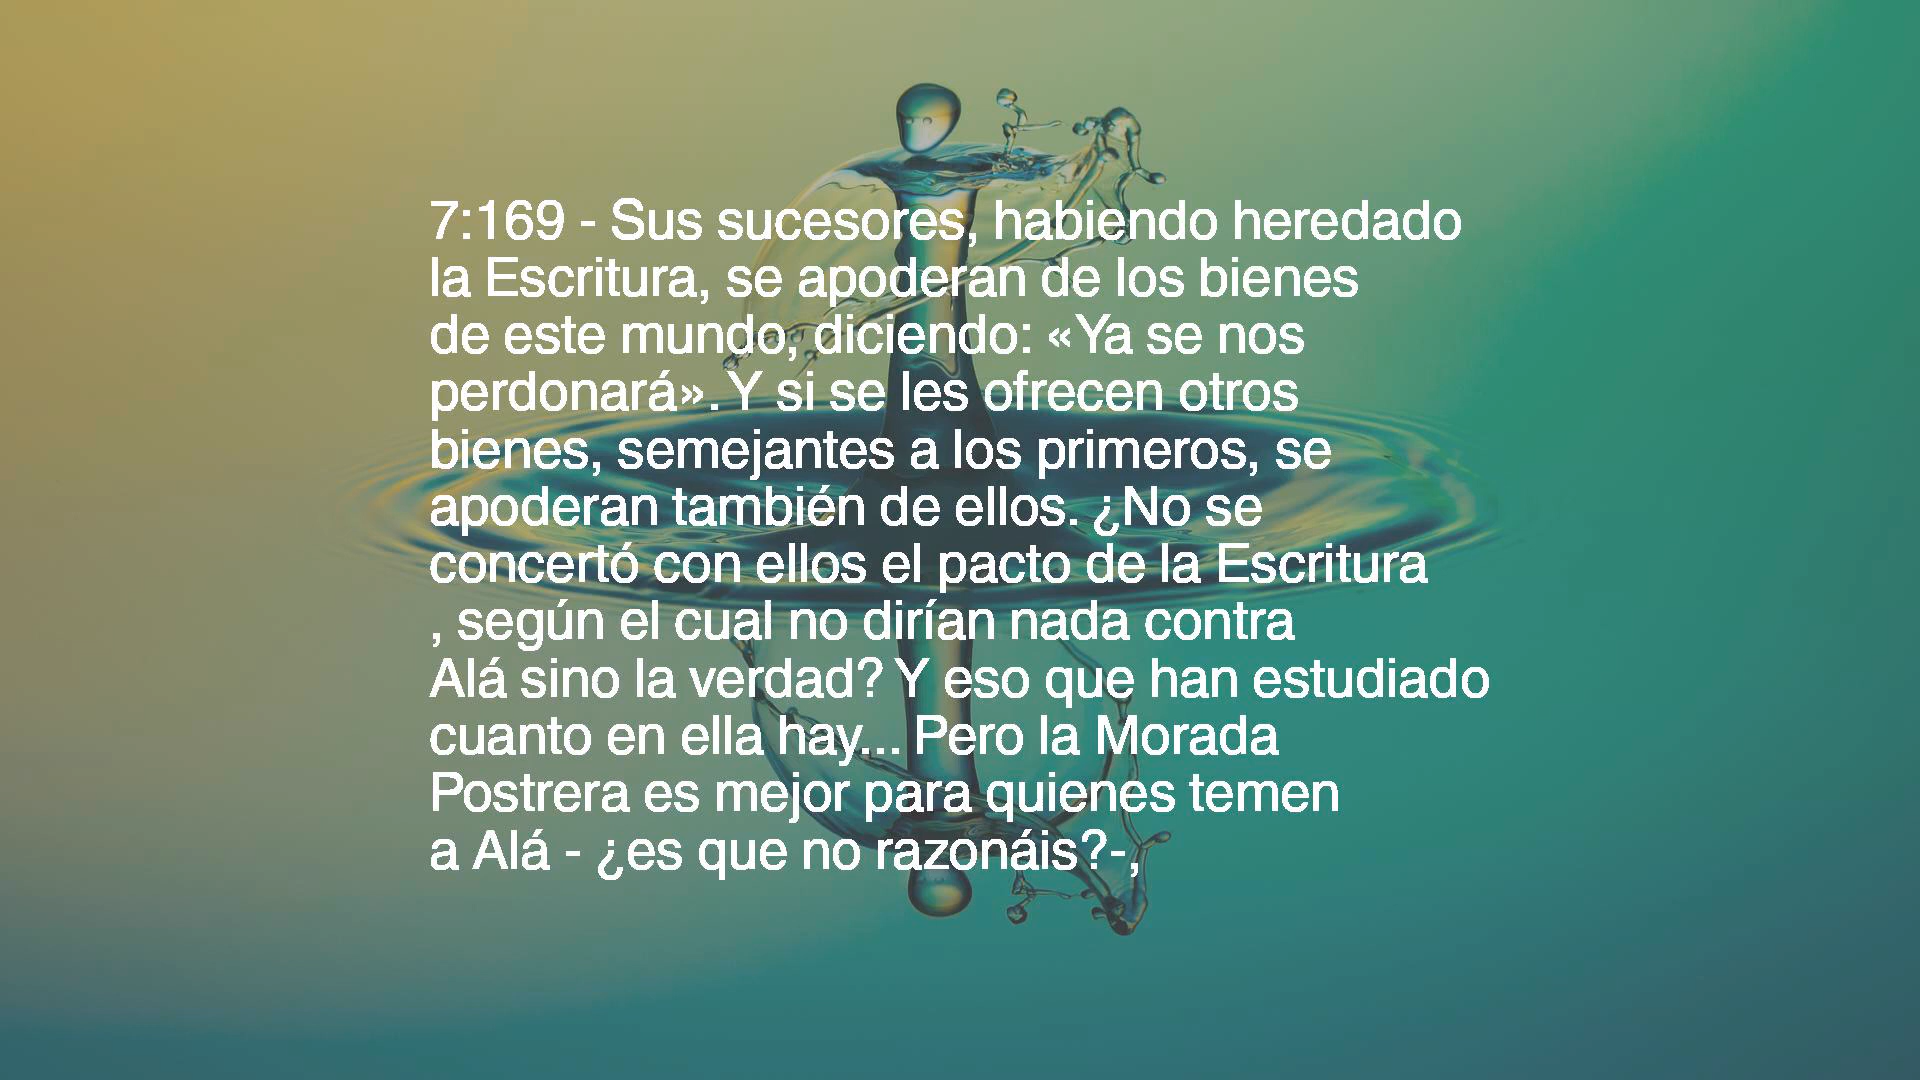 7:169 - Sus sucesores, habiendo heredado
la Escritura, se apoderan de los bienes
de este mundo, diciendo: «Ya se nos
perdonará». Y si se les ofrecen otros
bienes, semejantes a los primeros, se
apoderan también de ellos. ¿No se
concertó con ellos el pacto de la Escritura
, según el cual no dirían nada contra
Alá sino la verdad? Y eso que han estudiado
cuanto en ella hay... Pero la Morada
Postrera es mejor para quienes temen
a Alá - ¿es que no razonáis?-,